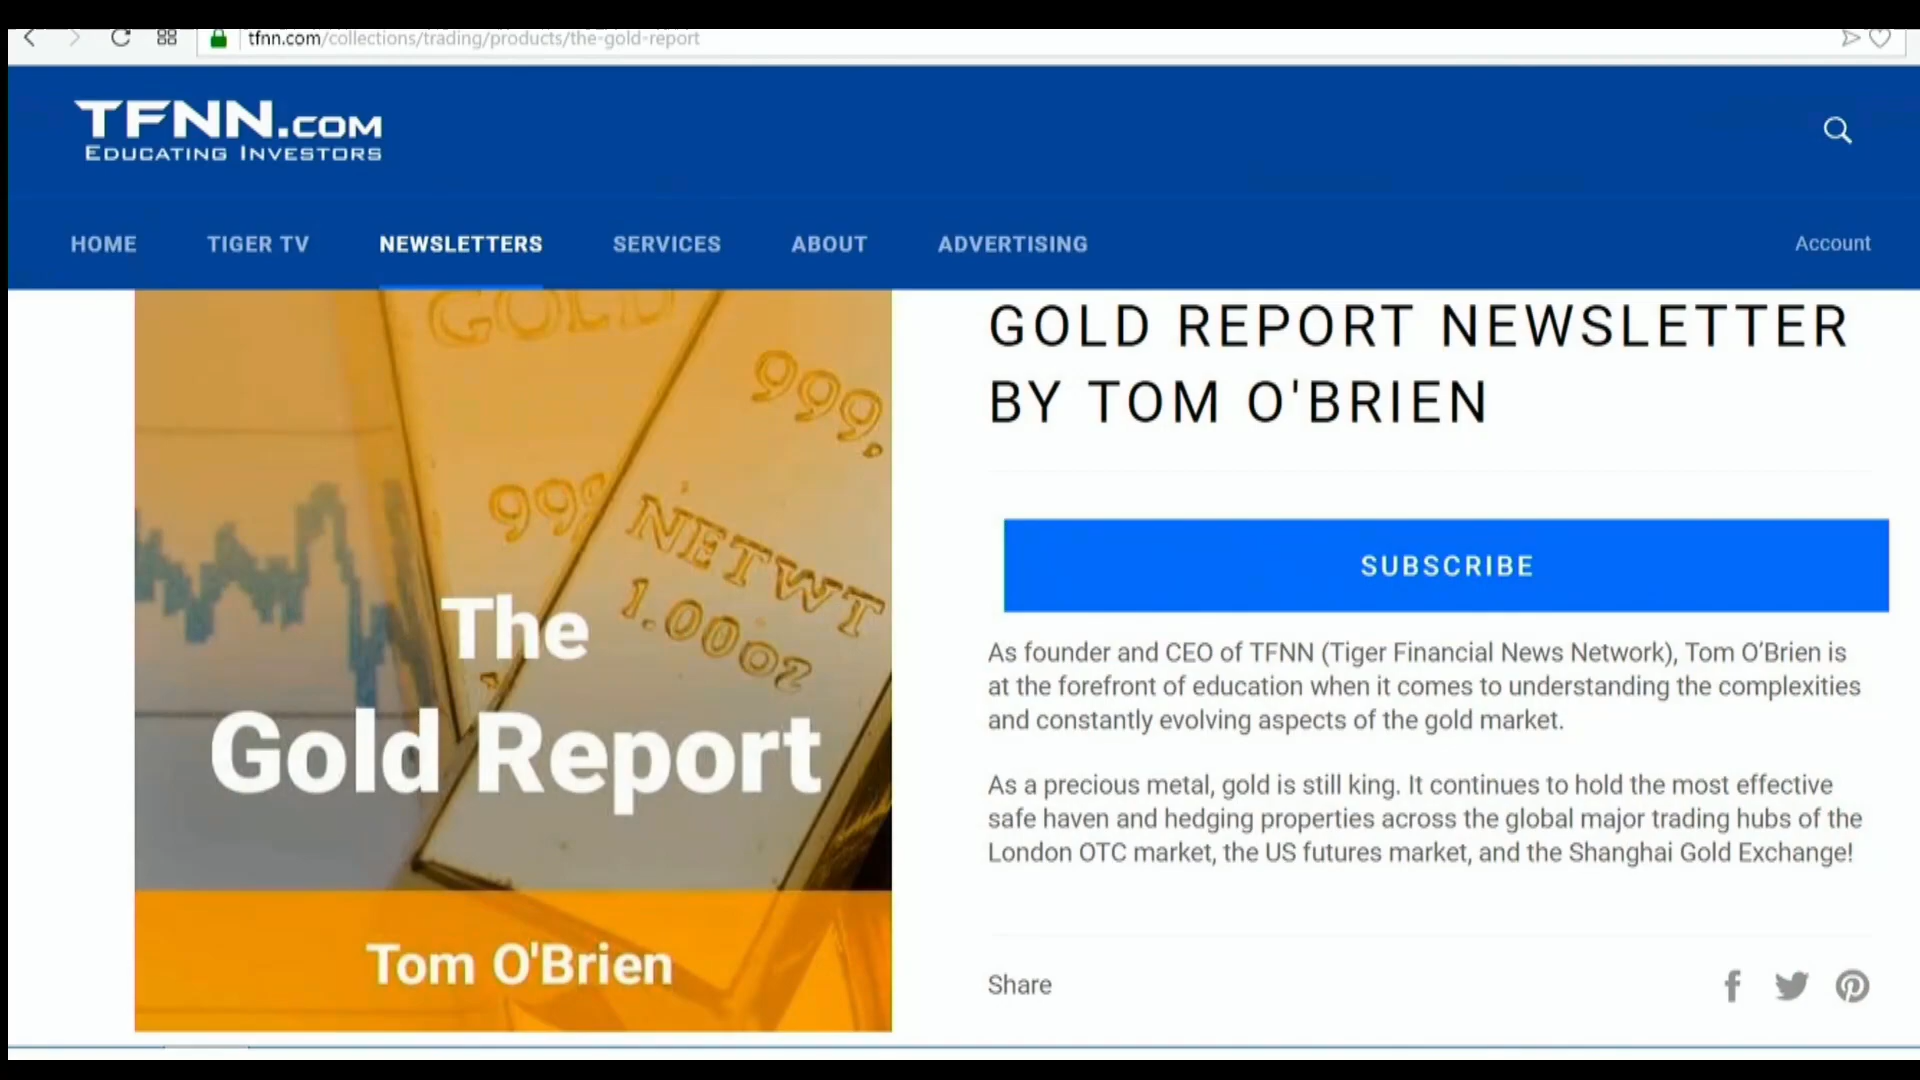 tfnn.com/collections/trading/products/the-gold-report
TFNN.COM
EDUCATING INVESTORS
HOME TIGER TV NEWSLETTERS SERVICES ABOUT ADVERTISING Account
GOLD
999.
999
NETWT
1.00OZ
The
Gold Report
Tom O'Brien
GOLD REPORT NEWSLETTER
BY TOM O'BRIEN
SUBSCRIBE
As founder and CEO of TFNN (Tiger Financial News Network), Tom O’Brien is
at the forefront of education when it comes to understanding the complexities
and constantly evolving aspects of the gold market.
As a precious metal, gold is still king. It continues to hold the most effective
safe haven and hedging properties across the global major trading hubs of the
London OTC market, the US futures market, and the Shanghai Gold Exchange!
Share